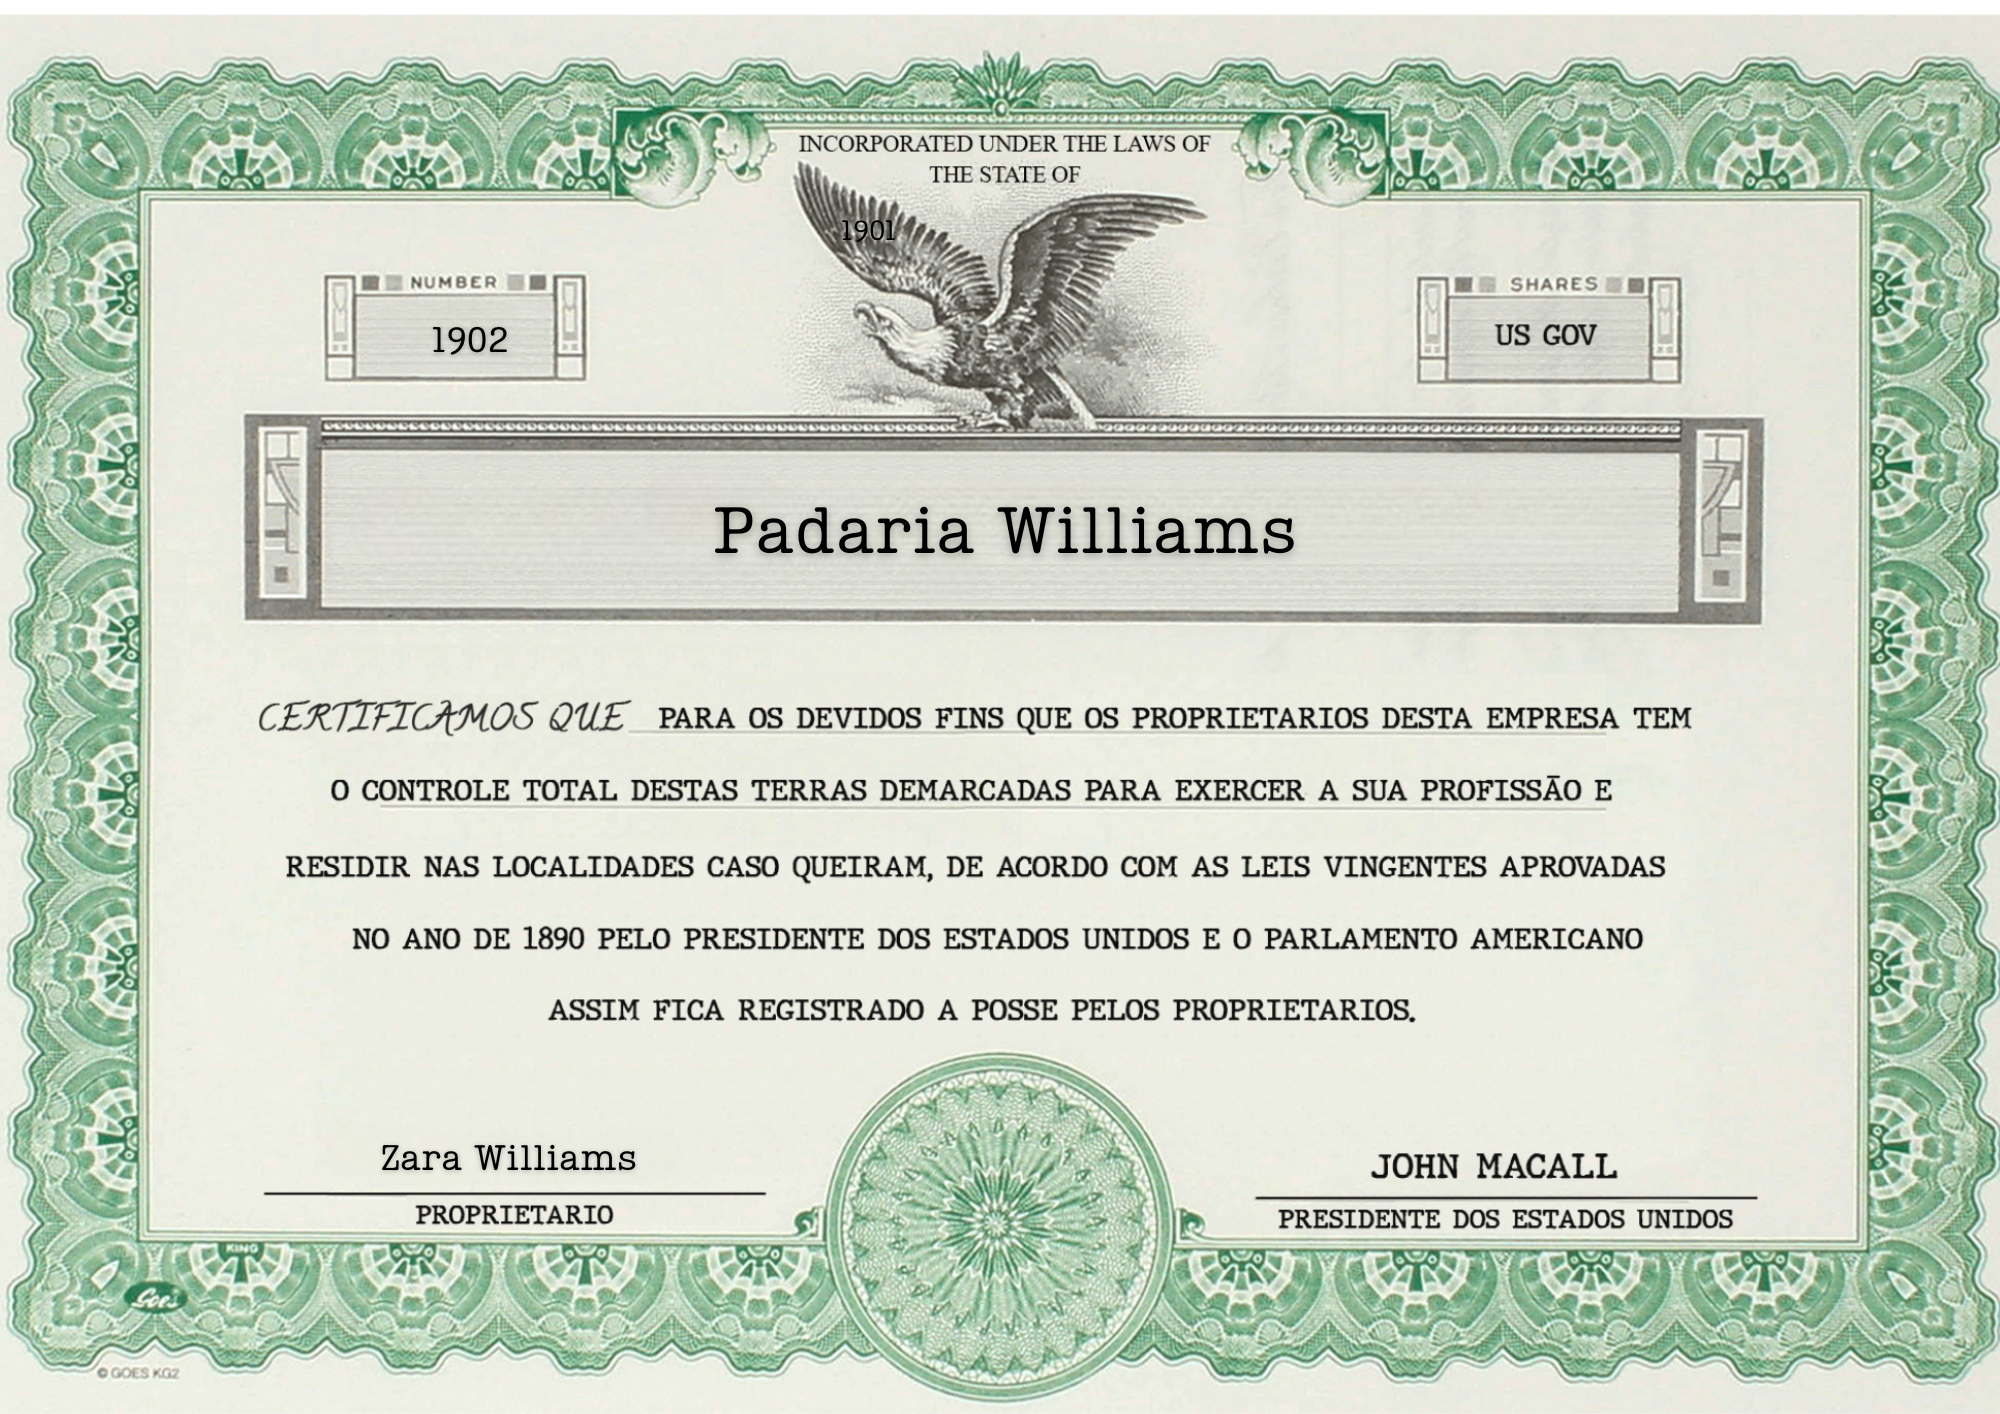 INCORPORATED UNDER THE LAWS OF
THE STATE OF
1901
NUMBER
1902
SHARES
US GOV
Padaria Williams
CERTIFICAMOS QUE PARA OS DEVIDOS FINS QUE OS PROPRIETARIOS DESTA EMPRESA TEM
O CONTROLE TOTAL DESTAS TERRAS DEMARCADAS PARA EXERCER A SUA PROFISSÃO E
RESIDIR NAS LOCALIDADES CASO QUEIRAM, DE ACORDO COM AS LEIS VINGENTES APROVADAS
NO ANO DE 1890 PELO PRESIDENTE DOS ESTADOS UNIDOS E O PARLAMENTO AMERICANO
ASSIM FICA REGISTRADO A POSSE PELOS PROPRIETARIOS.
Zara Williams
PROPRIETARIO
JOHN MACALL
PRESIDENTE DOS ESTADOS UNIDOS
KING
Goes
© GOES KG2